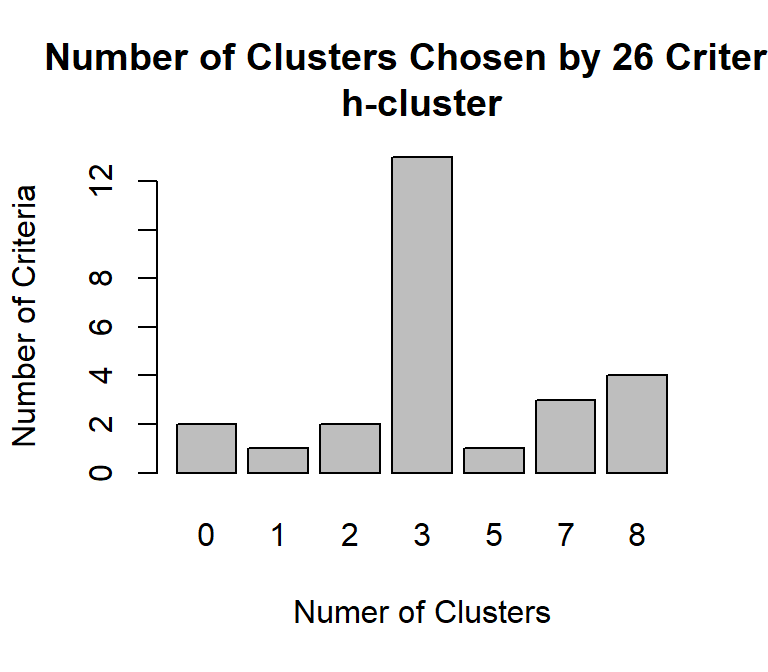 Number of Clusters Chosen by 26 Criter
h-cluster
Number of Criteria
12
8
6
4
2
0
0 1 2 3 5 7 8
Numer of Clusters